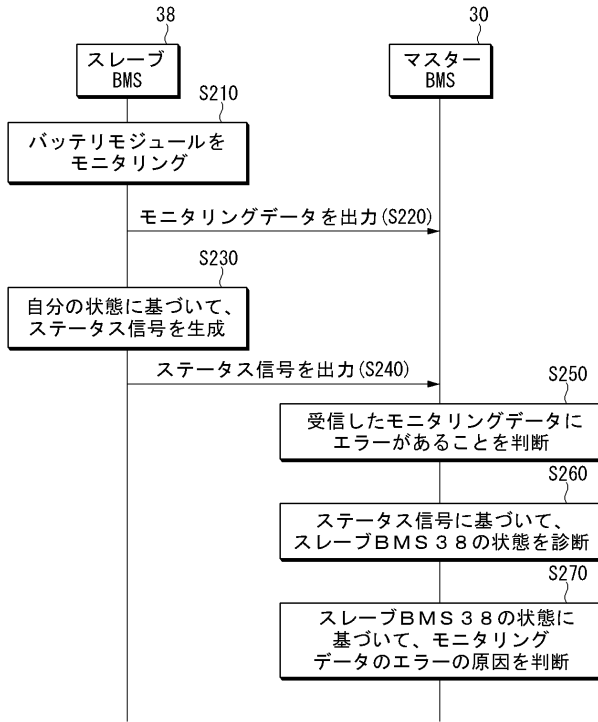 38
スレーブ
BMS
30
マスター
BMS
S210
バッテリモジュールを
モニタリング
モニタリングデータを出力(S220)
S230
自分の状態に基づいて、
ステータス信号を生成
ステータス信号を出力(S240)
S250
受信したモニタリングデータに
エラーがあることを判断
S260
ステータス信号に基づいて、
スレーブBMS38の状態を診断
S270
スレーブBMS38の状態に
基づいて、モニタリング
データのエラーの原因を判断